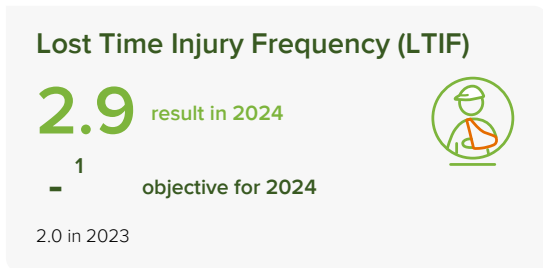 Lost Time Injury Frequency (LTIF)
2.9 result in 2024
- 1 objective for 2024
2.0 in 2023